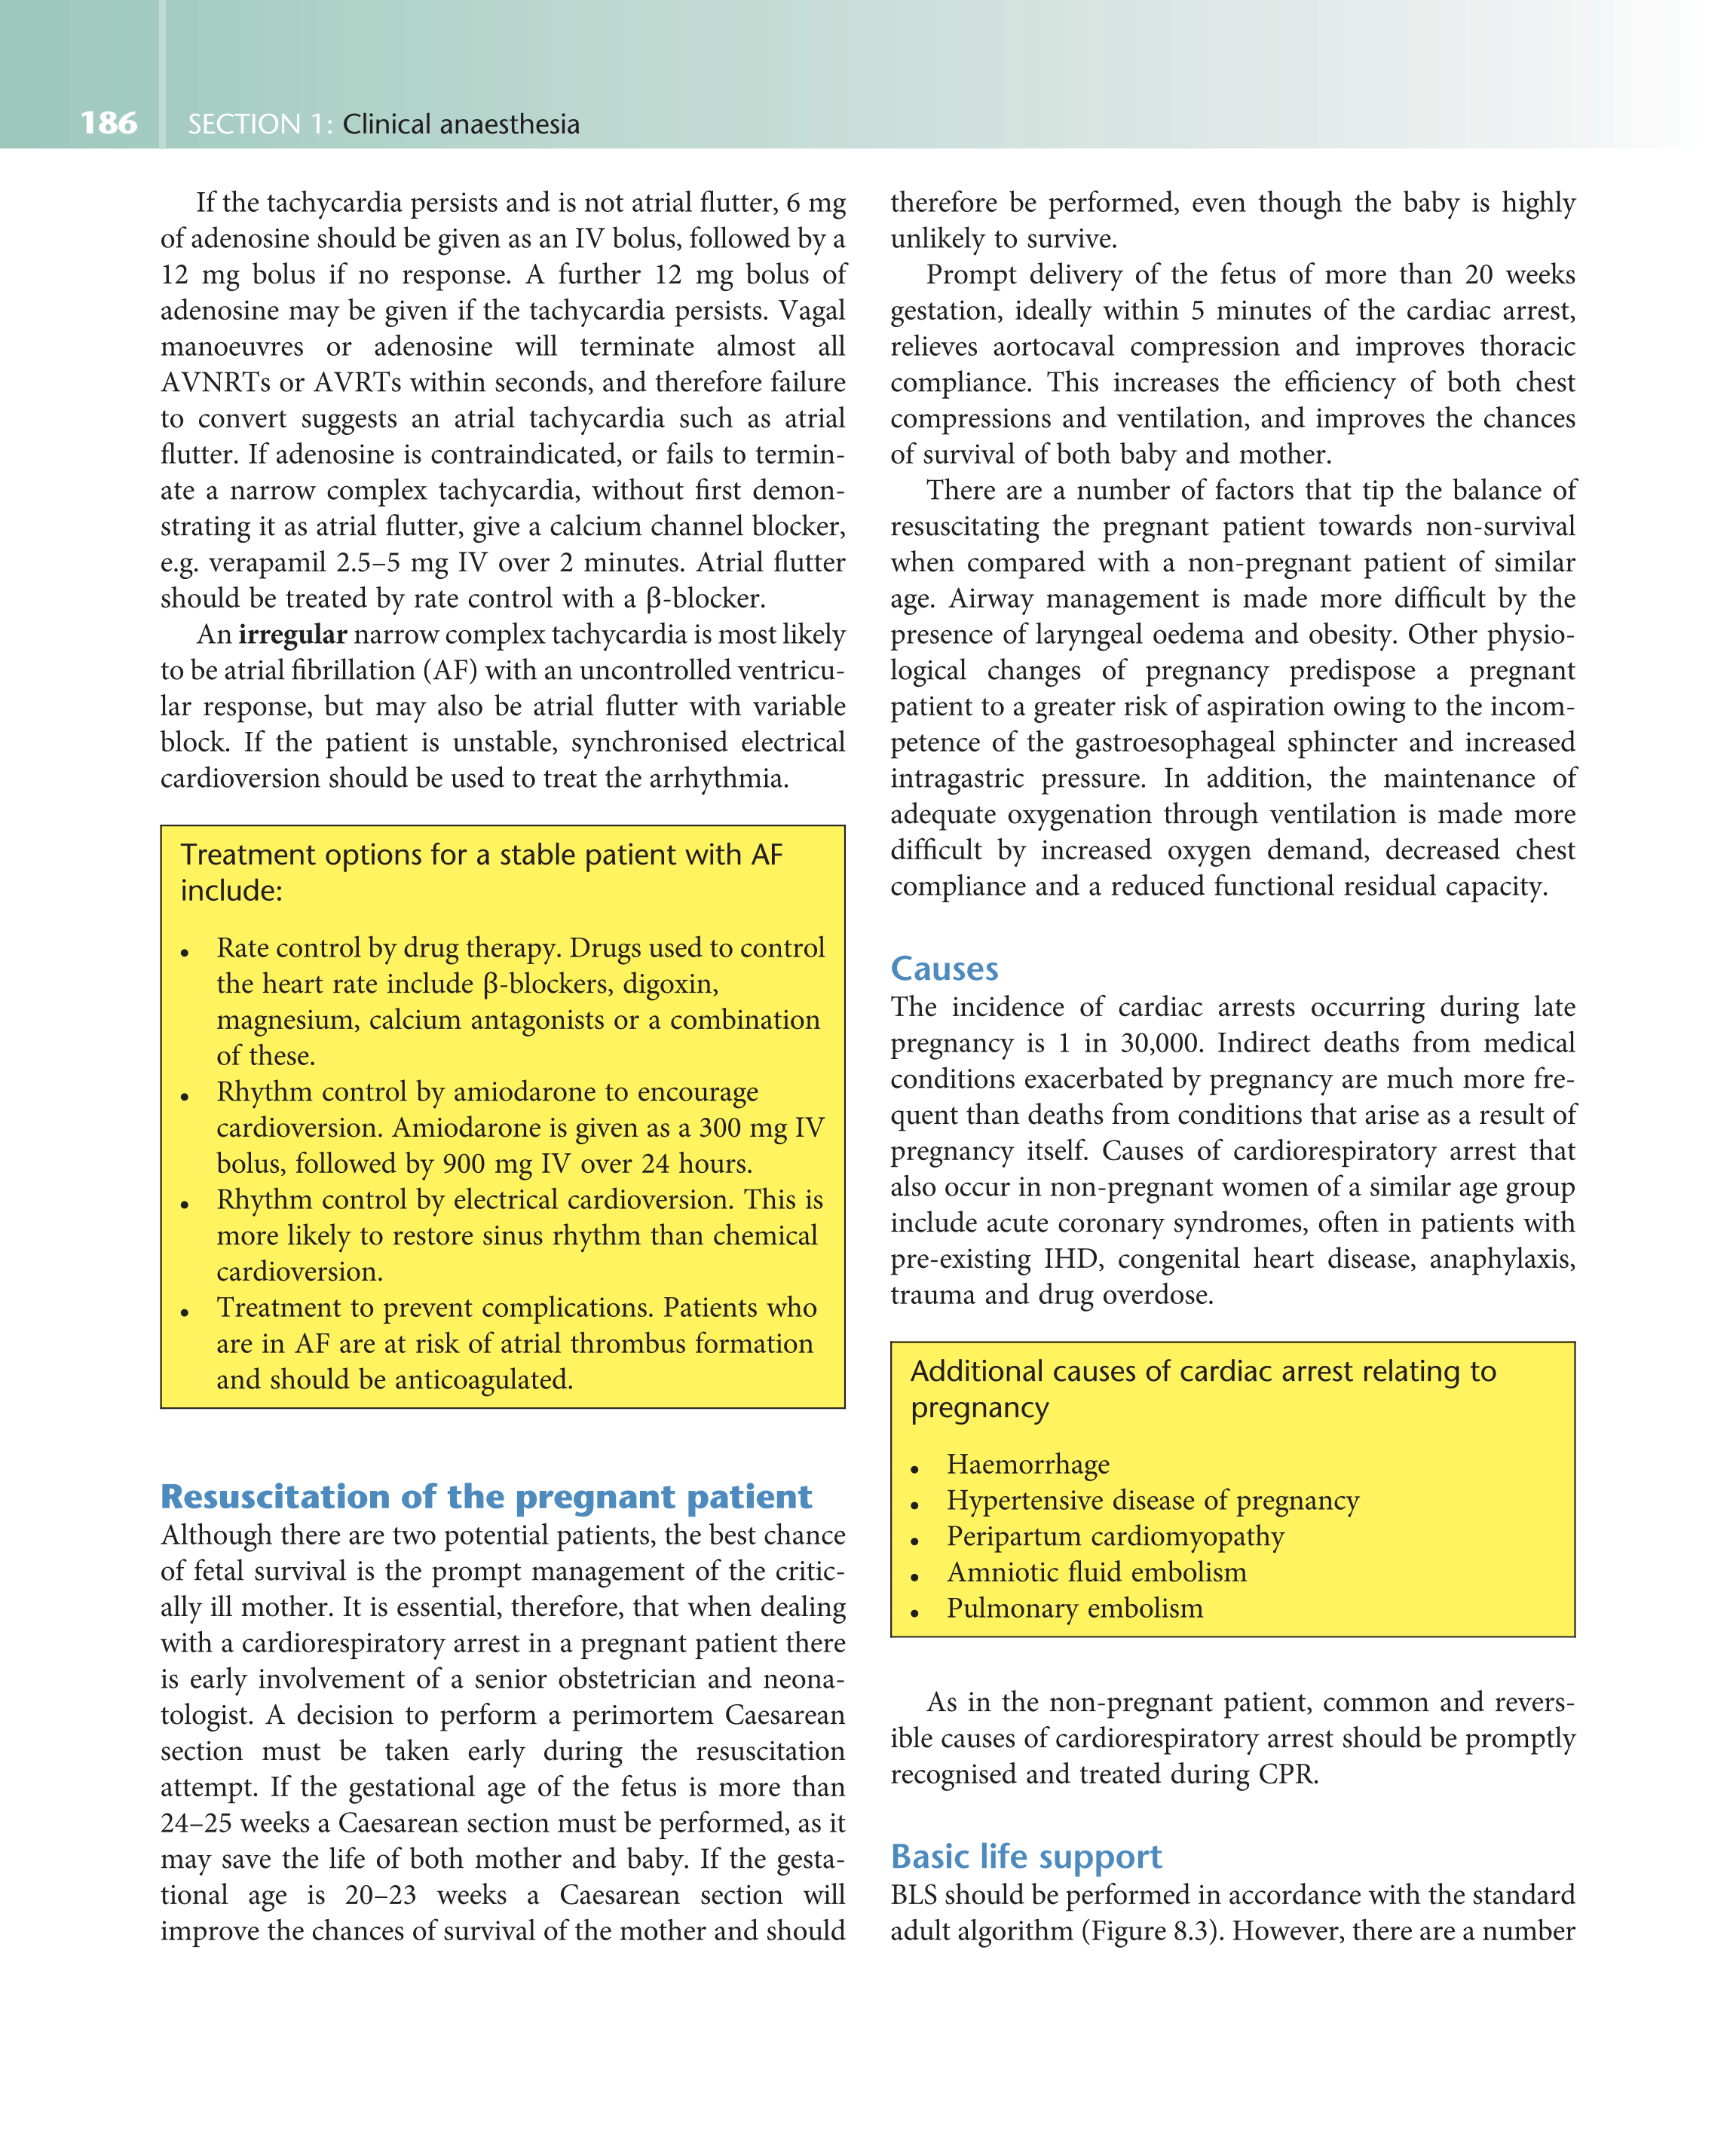 186 SECTION 1: Clinical anaesthesia
If the tachycardia persists and is not atrial flutter, 6 mg
of adenosine should be given as an IV bolus, followed by a
12 mg bolus if no response. A further 12 mg bolus of
adenosine may be given if the tachycardia persists. Vagal
manoeuvres or adenosine will terminate almost all
AVNRTs or AVRTs within seconds, and therefore failure
to convert suggests an atrial tachycardia such as atrial
flutter. If adenosine is contraindicated, or fails to termin-
ate a narrow complex tachycardia, without first demon-
strating it as atrial flutter, give a calcium channel blocker,
e.g. verapamil 2.5–5 mg IV over 2 minutes. Atrial flutter
should be treated by rate control with a β-blocker.
An irregular narrow complex tachycardia is most likely
to be atrial fibrillation (AF) with an uncontrolled ventricu-
lar response, but may also be atrial flutter with variable
block. If the patient is unstable, synchronised electrical
cardioversion should be used to treat the arrhythmia.
Treatment options for a stable patient with AF
include:
• Rate control by drug therapy. Drugs used to control
the heart rate include β-blockers, digoxin,
magnesium, calcium antagonists or a combination
of these.
• Rhythm control by amiodarone to encourage
cardioversion. Amiodarone is given as a 300 mg IV
bolus, followed by 900 mg IV over 24 hours.
• Rhythm control by electrical cardioversion. This is
more likely to restore sinus rhythm than chemical
cardioversion.
• Treatment to prevent complications. Patients who
are in AF are at risk of atrial thrombus formation
and should be anticoagulated.
Resuscitation of the pregnant patient
Although there are two potential patients, the best chance
of fetal survival is the prompt management of the critic-
ally ill mother. It is essential, therefore, that when dealing
with a cardiorespiratory arrest in a pregnant patient there
is early involvement of a senior obstetrician and neona-
tologist. A decision to perform a perimortem Caesarean
section must be taken early during the resuscitation
attempt. If the gestational age of the fetus is more than
24–25 weeks a Caesarean section must be performed, as it
may save the life of both mother and baby. If the gesta-
tional age is 20–23 weeks a Caesarean section will
improve the chances of survival of the mother and should
therefore be performed, even though the baby is highly
unlikely to survive.
Prompt delivery of the fetus of more than 20 weeks
gestation, ideally within 5 minutes of the cardiac arrest,
relieves aortocaval compression and improves thoracic
compliance. This increases the efficiency of both chest
compressions and ventilation, and improves the chances
of survival of both baby and mother.
There are a number of factors that tip the balance of
resuscitating the pregnant patient towards non-survival
when compared with a non-pregnant patient of similar
age. Airway management is made more difficult by the
presence of laryngeal oedema and obesity. Other physio-
logical changes of pregnancy predispose a pregnant
patient to a greater risk of aspiration owing to the incom-
petence of the gastroesophageal sphincter and increased
intragastric pressure. In addition, the maintenance of
adequate oxygenation through ventilation is made more
difficult by increased oxygen demand, decreased chest
compliance and a reduced functional residual capacity.
Causes
The incidence of cardiac arrests occurring during late
pregnancy is 1 in 30,000. Indirect deaths from medical
conditions exacerbated by pregnancy are much more fre-
quent than deaths from conditions that arise as a result of
pregnancy itself. Causes of cardiorespiratory arrest that
also occur in non-pregnant women of a similar age group
include acute coronary syndromes, often in patients with
pre-existing IHD, congenital heart disease, anaphylaxis,
trauma and drug overdose.
Additional causes of cardiac arrest relating to
pregnancy
• Haemorrhage
• Hypertensive disease of pregnancy
• Peripartum cardiomyopathy
• Amniotic fluid embolism
• Pulmonary embolism
As in the non-pregnant patient, common and revers-
ible causes of cardiorespiratory arrest should be promptly
recognised and treated during CPR.
Basic life support
BLS should be performed in accordance with the standard
adult algorithm (Figure 8.3). However, there are a number